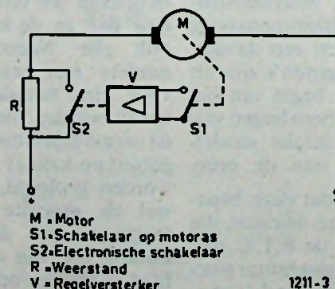 M
V
R
S2
S1
M = Motor
S1 = Schakelaar op motoras
S2 = Electronische schakelaar
R = Weerstand
V = Regelversterker
1211-3